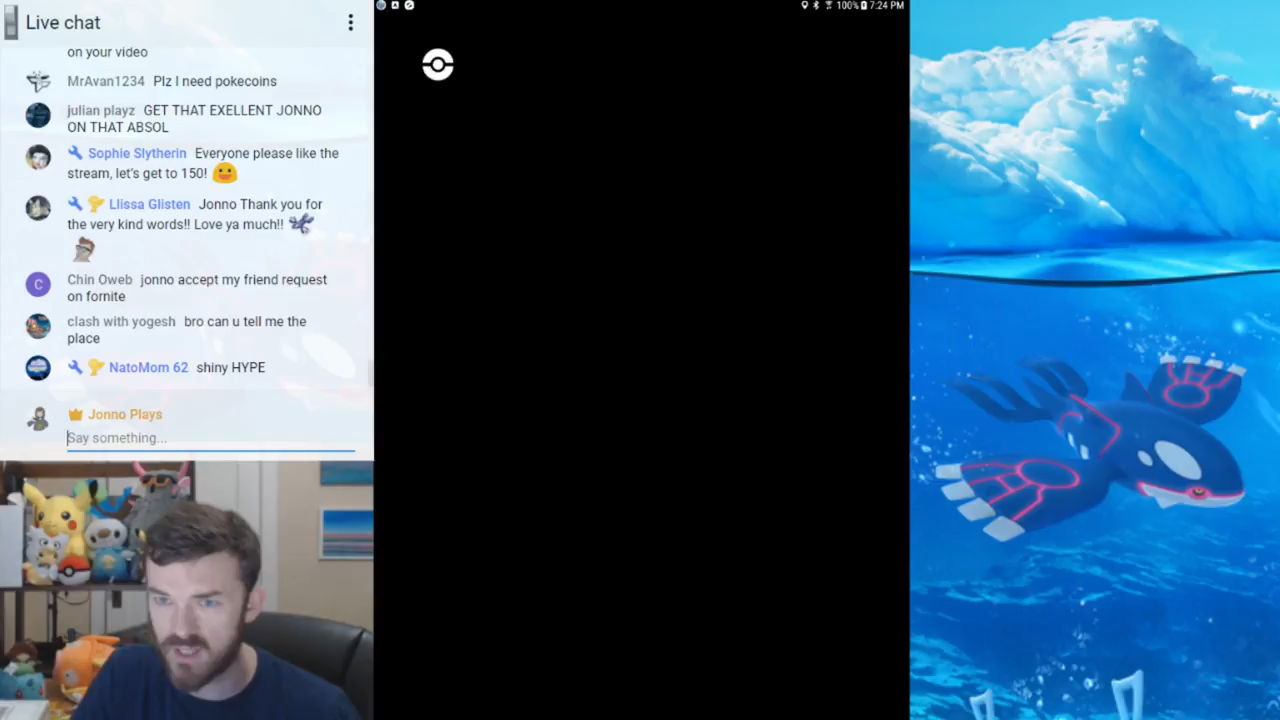 Live chat
100% 7:24 PM
on your video
MrAvan1234 Plz I need pokecoins
julian playz GET THAT EXELLENT JONNO
ON THAT ABSOL
Sophie Slytherin Everyone please like the
stream, let's get to 150!
Llissa Glisten Jonno Thank you for
the very kind words!! Love ya much!!
C Chin Oweb jonno accept my friend request
on fornite
clash with yogesh bro can u tell me the
place
NatoMom 62 shiny HYPE
Jonno Plays
Say something...